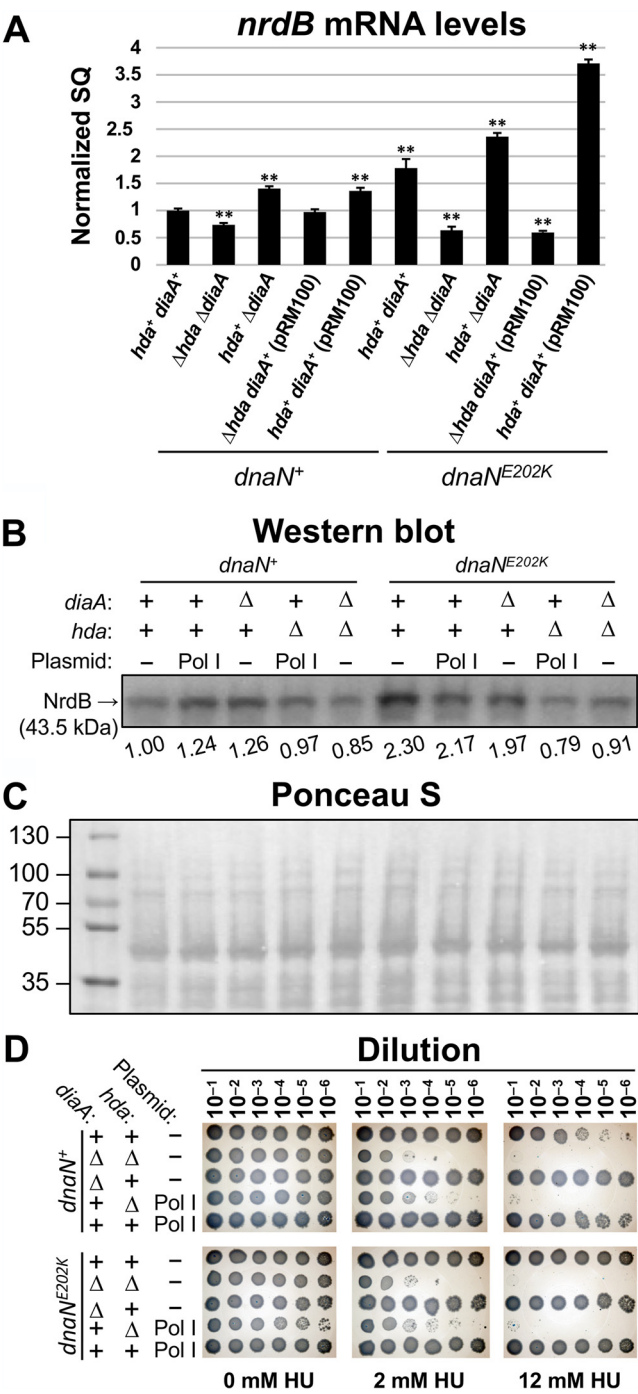 A
nrdB mRNA levels
Normalized SQ
4
3.5
3
2.5
2
1.5
1
0.5
0
** ** ** ** ** ** ** **
hda⁺ diaA⁺
Δhda ΔdiaA
hda⁺ ΔdiaA
Δhda diaA⁺ (pRM100)
hda⁺ diaA⁺ (pRM100)
hda⁺ diaA⁺
Δhda ΔdiaA
hda⁺ ΔdiaA
Δhda diaA⁺ (pRM100)
hda⁺ diaA⁺ (pRM100)
dnaN⁺ dnaNᴱ²⁰²ᴷ
B
Western blot
dnaN⁺ dnaNᴱ²⁰²ᴷ
diaA: + + Δ + Δ + + Δ + Δ
hda: + + + Δ Δ + + + Δ Δ
Plasmid: – Pol I – Pol I – – Pol I – Pol I –
NrdB →
(43.5 kDa)
1.00 1.24 1.26 0.97 0.85 2.30 2.17 1.97 0.79 0.91
C
Ponceau S
130
100
70
55
35
D
Dilution
diaA: hda: Plasmid:
10⁻¹ 10⁻² 10⁻³ 10⁻⁴ 10⁻⁵ 10⁻⁶ 10⁻¹ 10⁻² 10⁻³ 10⁻⁴ 10⁻⁵ 10⁻⁶ 10⁻¹ 10⁻² 10⁻³ 10⁻⁴ 10⁻⁵ 10⁻⁶
dnaN⁺
+ + –
Δ Δ –
Δ + –
+ Δ Pol I
+ + Pol I
dnaNᴱ²⁰²ᴷ
+ + –
Δ Δ –
Δ + –
+ Δ Pol I
+ + Pol I
0 mM HU 2 mM HU 12 mM HU